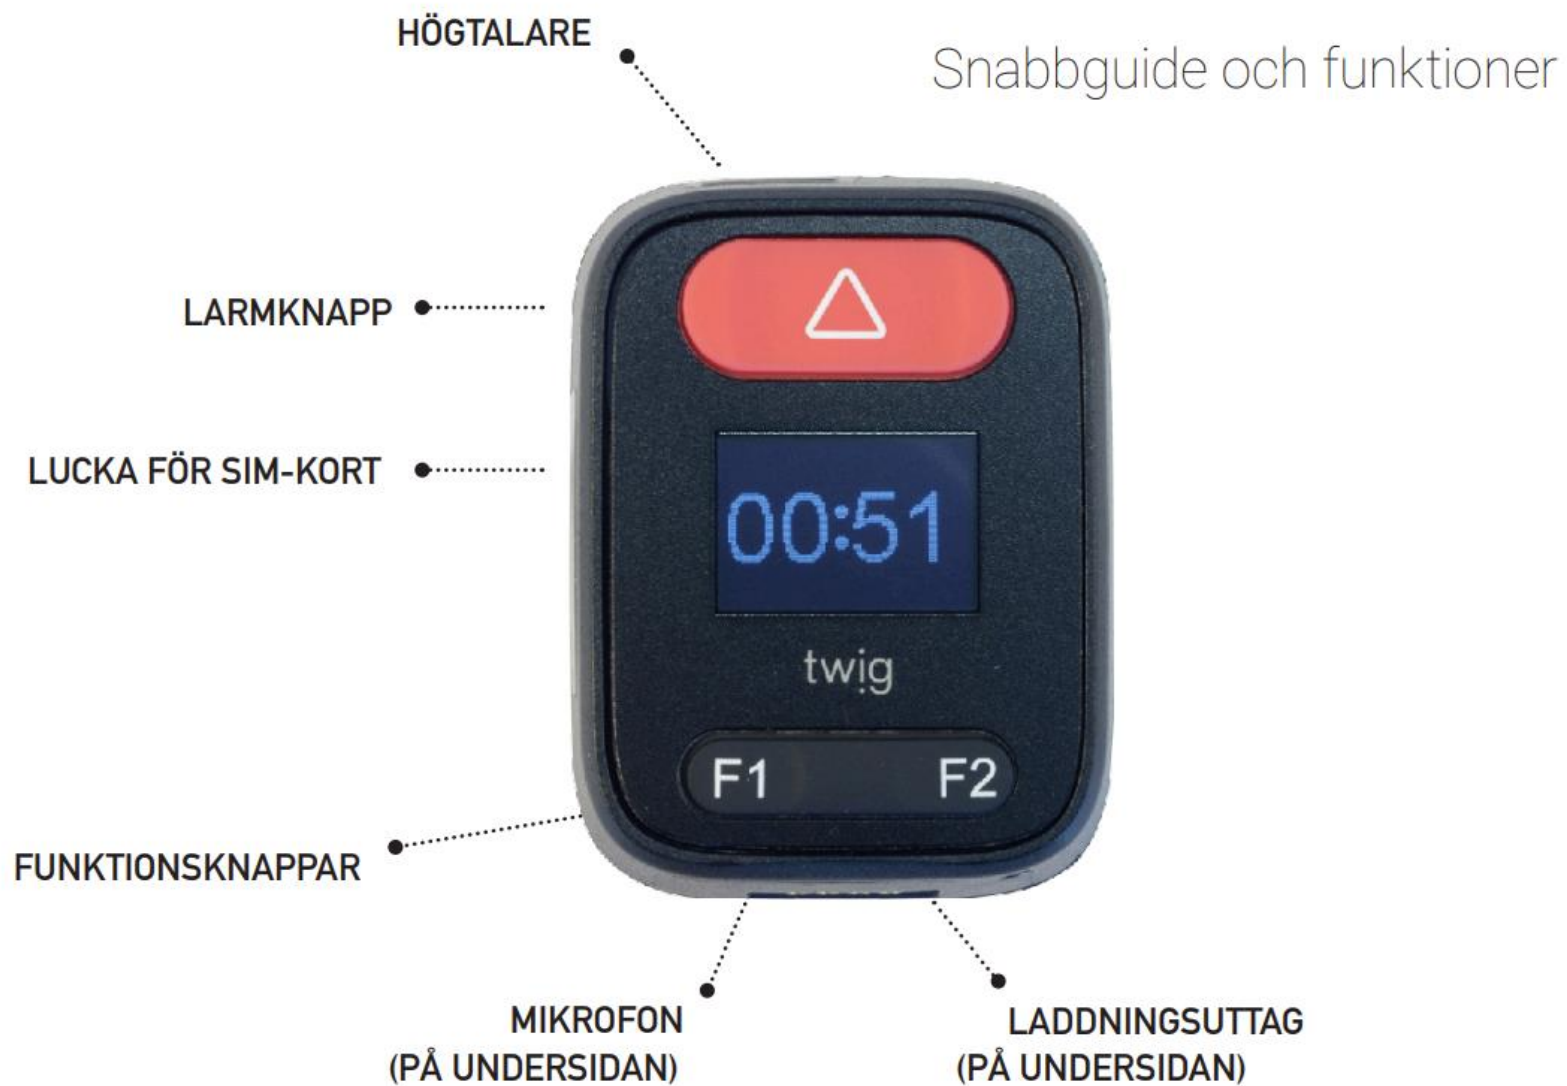 HÖGTALARE
Snabbguide och funktioner
LARMKNAPP
LUCKA FÖR SIM-KORT
00:51
twig
F1 F2
FUNKTIONSKNAPPAR
MIKROFON
(PÅ UNDERSIDAN)
LADDNINGSUTTAG
(PÅ UNDERSIDAN)